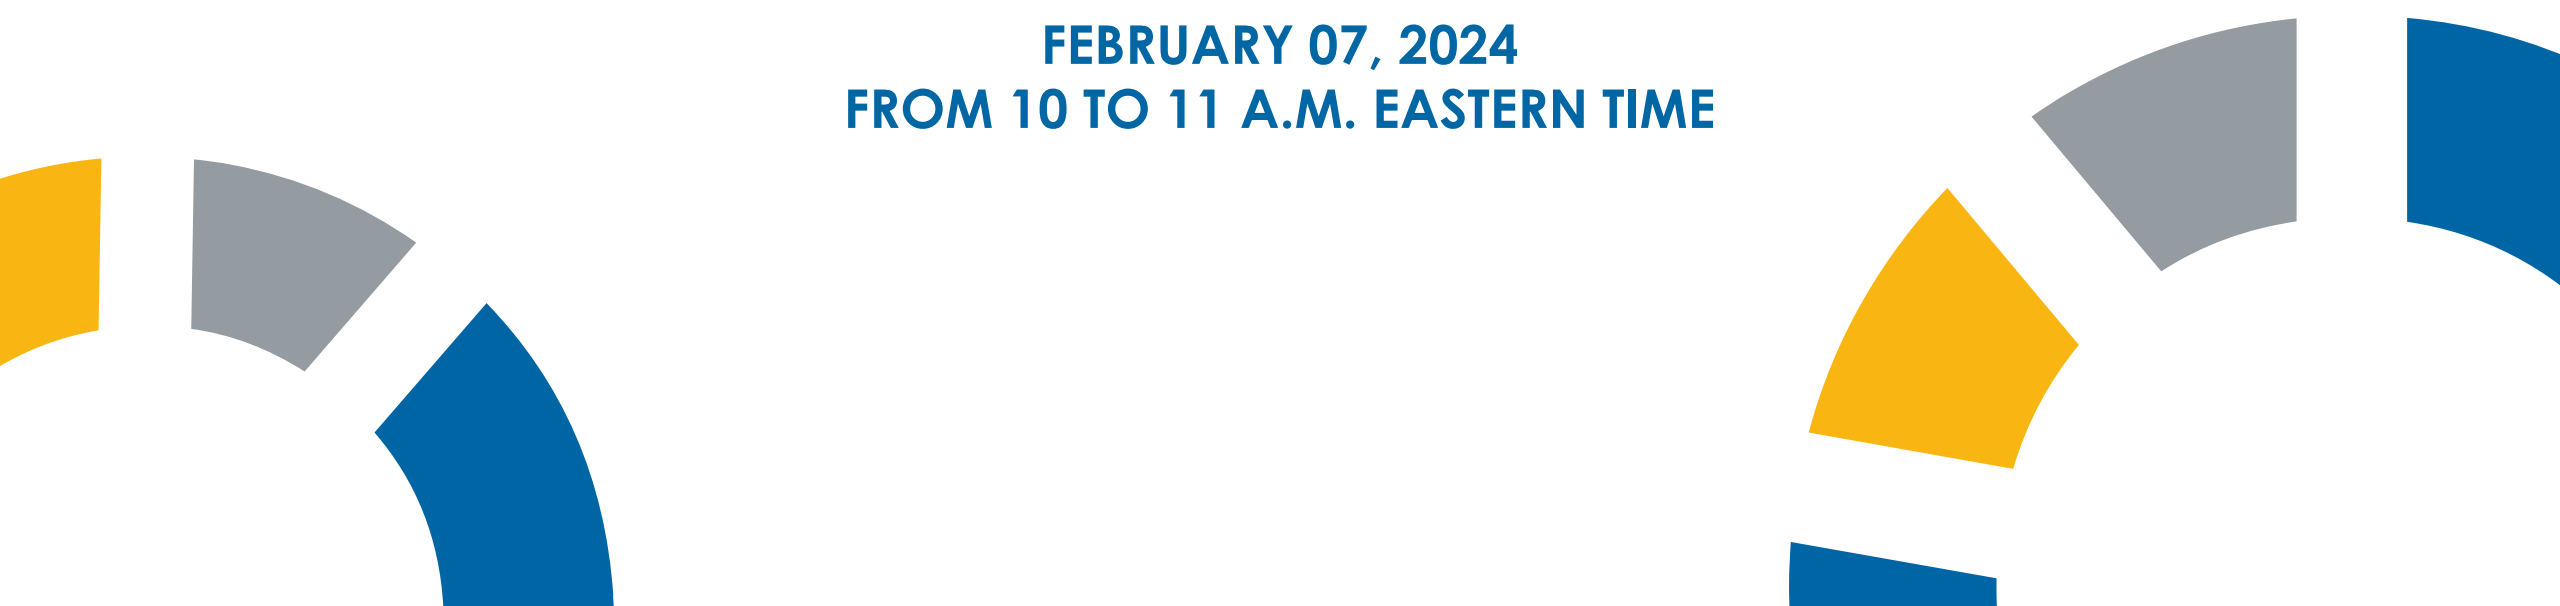 FEBRUARY 07, 2024
FROM 10 TO 11 A.M. EASTERN TIME